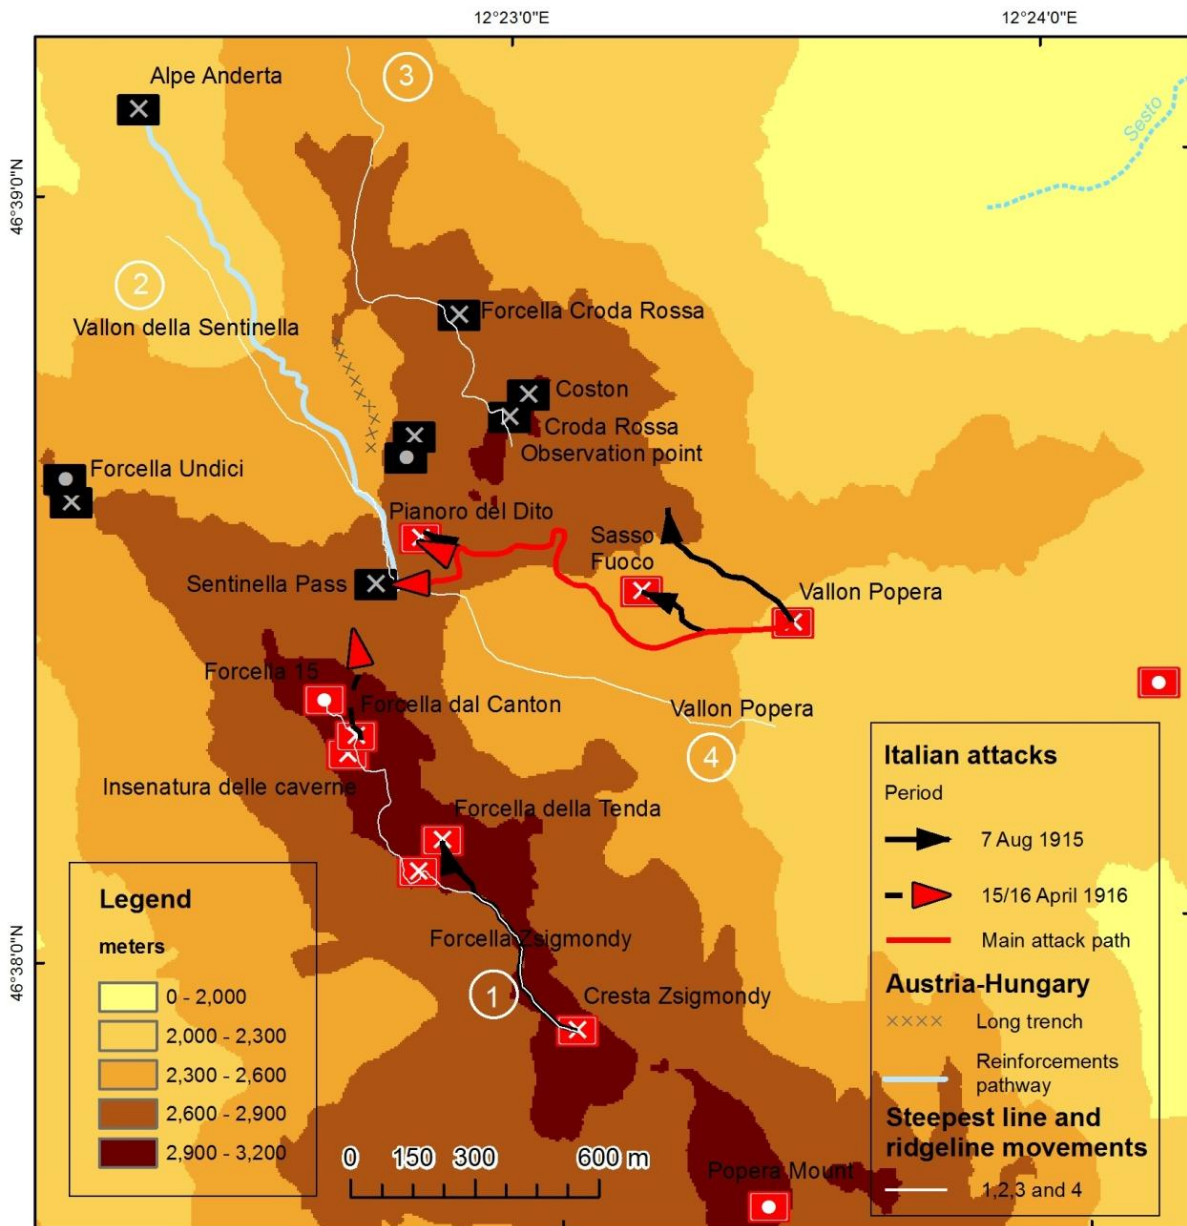 12°23'0"E
12°24'0"E
46°39'0"N
46°38'0"N
Alpe Anderta
3
Sesto
2
Vallon della Sentinella
Forcella Croda Rossa
Coston
Croda Rossa
Observation point
Forcella Undici
Pianoro del Dito
Sasso
Fuoco
Sentinella Pass
Vallon Popera
Forcella 15
Forcella dal Canton
Vallon Popera
4
Insenatura delle caverne
Forcella della Tenda
Forcella Zsigmondy
1
Cresta Zsigmondy
Popera Mount
Legend
meters
0 - 2,000
2,000 - 2,300
2,300 - 2,600
2,600 - 2,900
2,900 - 3,200
0 150 300 600 m
Italian attacks
Period
7 Aug 1915
15/16 April 1916
Main attack path
Austria-Hungary
Long trench
Reinforcements
pathway
Steepest line and
ridgeline movements
1,2,3 and 4